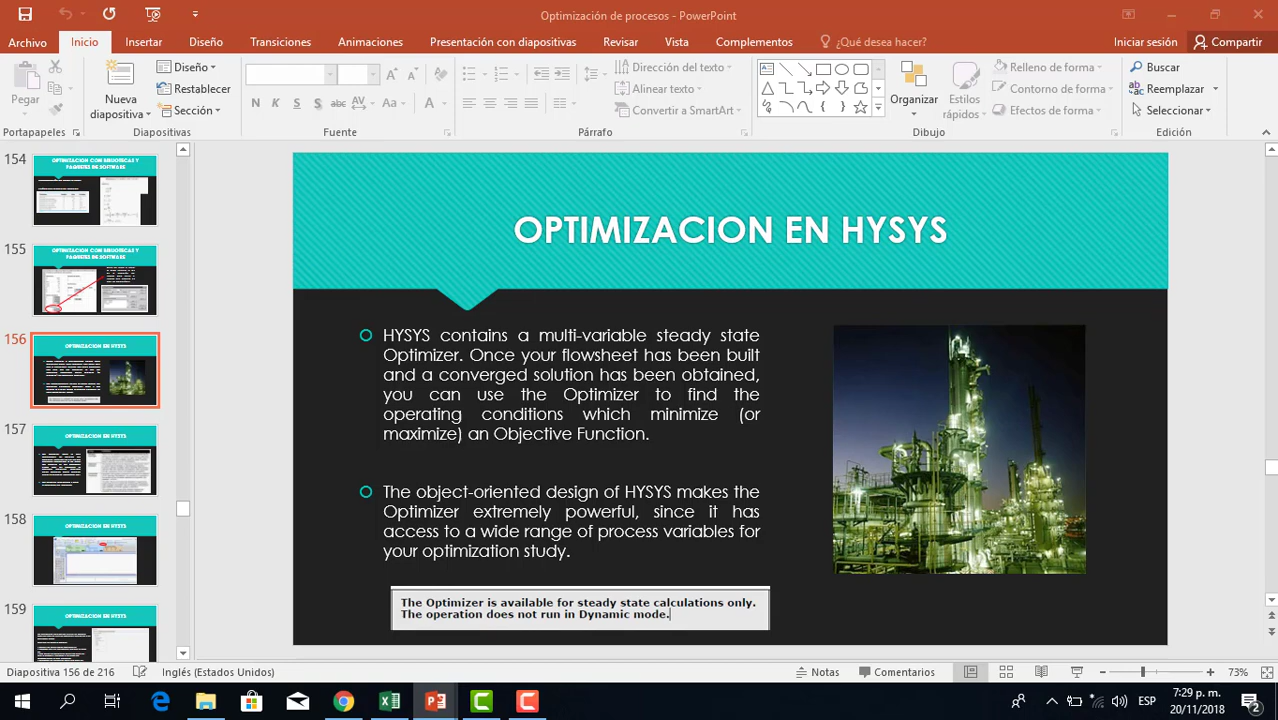 Optimización de procesos - PowerPoint
Archivo Inicio Insertar Diseño Transiciones Animaciones Presentación con diapositivas Revisar Vista Complementos ¿Qué desea hacer? Iniciar sesión Compartir
Pegar
Nueva diapositiva
Diseño
Restablecer
Sección
N K S S abc AV Aa A
Dirección del texto
Alinear texto
Convertir a SmartArt
Organizar
Estilos rápidos
Relleno de forma
Contorno de forma
Efectos de forma
Buscar
Reemplazar
Seleccionar
Portapapeles Diapositivas Fuente Párrafo Dibujo Edición
154
OPTIMIZACION CON BIBLIOTECAS Y
PAQUETES DE SOFTWARE
155
OPTIMIZACION CON BIBLIOTECAS Y
PAQUETES DE SOFTWARE
156
OPTIMIZACION EN HYSYS
157
OPTIMIZACION EN HYSYS
158
OPTIMIZACION EN HYSYS
159
OPTIMIZACION EN HYSYS
OPTIMIZACION EN HYSYS
HYSYS contains a multi-variable steady state
Optimizer. Once your flowsheet has been built
and a converged solution has been obtained,
you can use the Optimizer to find the
operating conditions which minimize (or
maximize) an Objective Function.
The object-oriented design of HYSYS makes the
Optimizer extremely powerful, since it has
access to a wide range of process variables for
your optimization study.
The Optimizer is available for steady state calculations only.
The operation does not run in Dynamic mode.
Diapositiva 156 de 216 Inglés (Estados Unidos) Notas Comentarios 73%
ESP
7:29 p. m.
20/11/2018
2